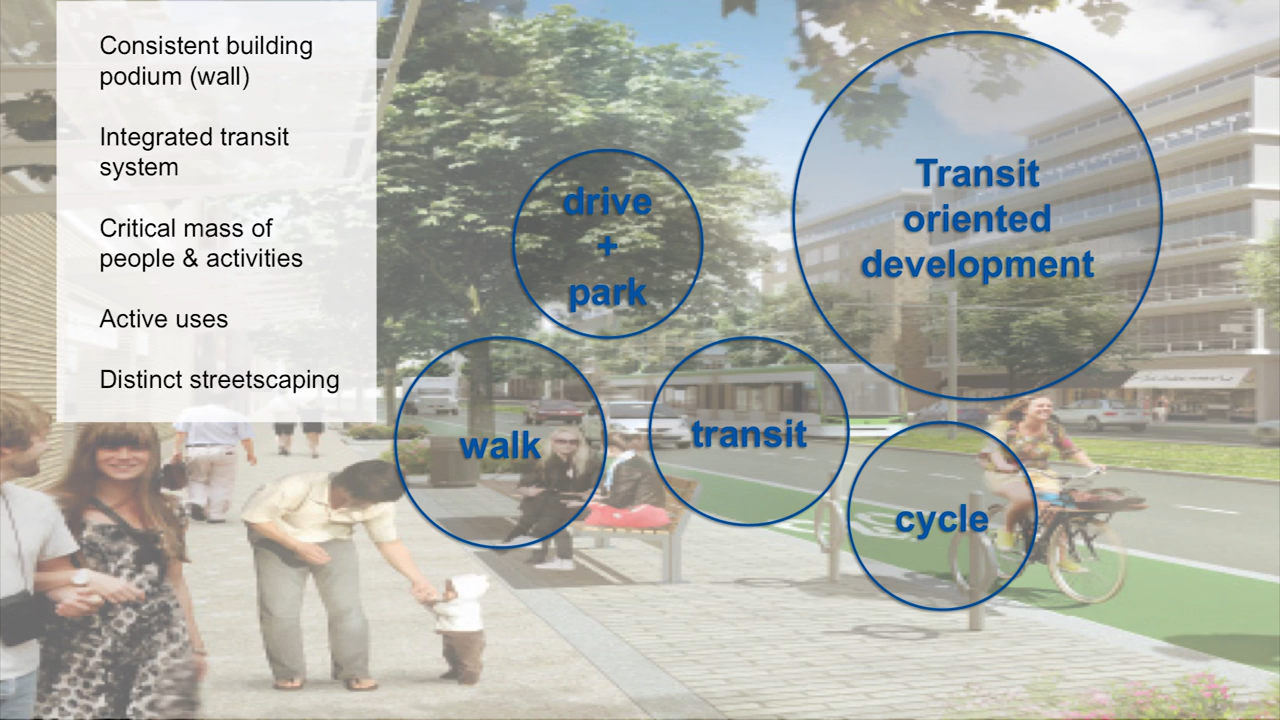 Consistent building
podium (wall)
Integrated transit
system
Critical mass of
people & activities
Active uses
Distinct streetscaping
drive
+
park
Transit
oriented
development
walk
transit
cycle